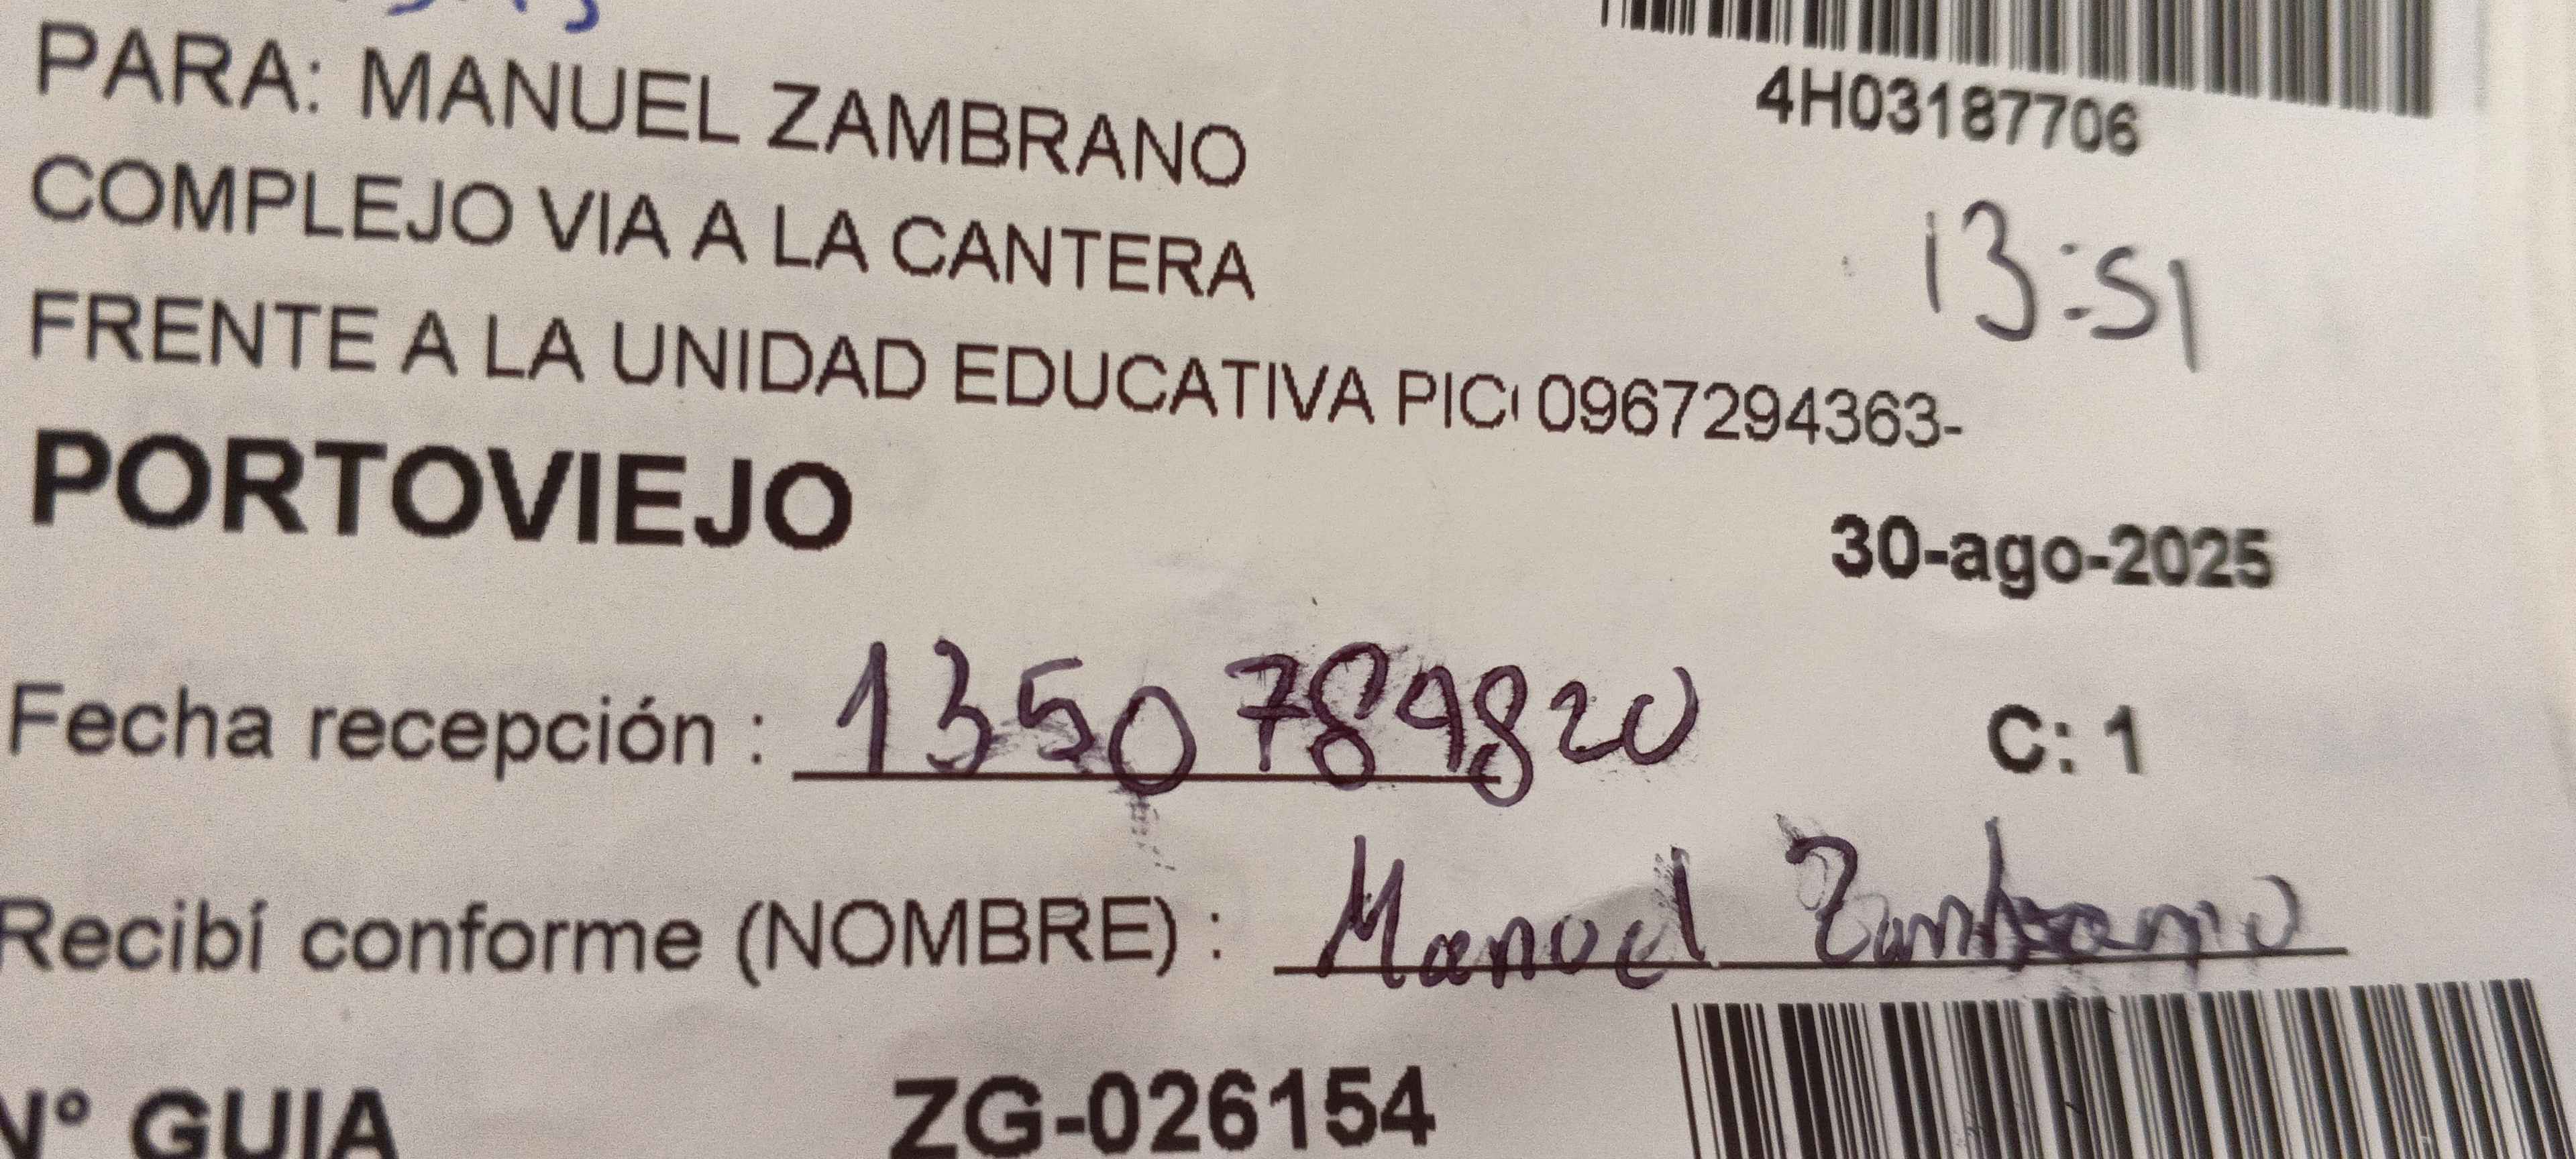 PARA: MANUEL ZAMBRANO
4H03187706
COMPLEJO VIA A LA CANTERA
13:51
FRENTE A LA UNIDAD EDUCATIVA PIC 0967294363-
PORTOVIEJO
30-ago-2025
Fecha recepción : 1350789820
C: 1
Recibí conforme (NOMBRE) : Manuel Zambrano
N° GUIA ZG-026154